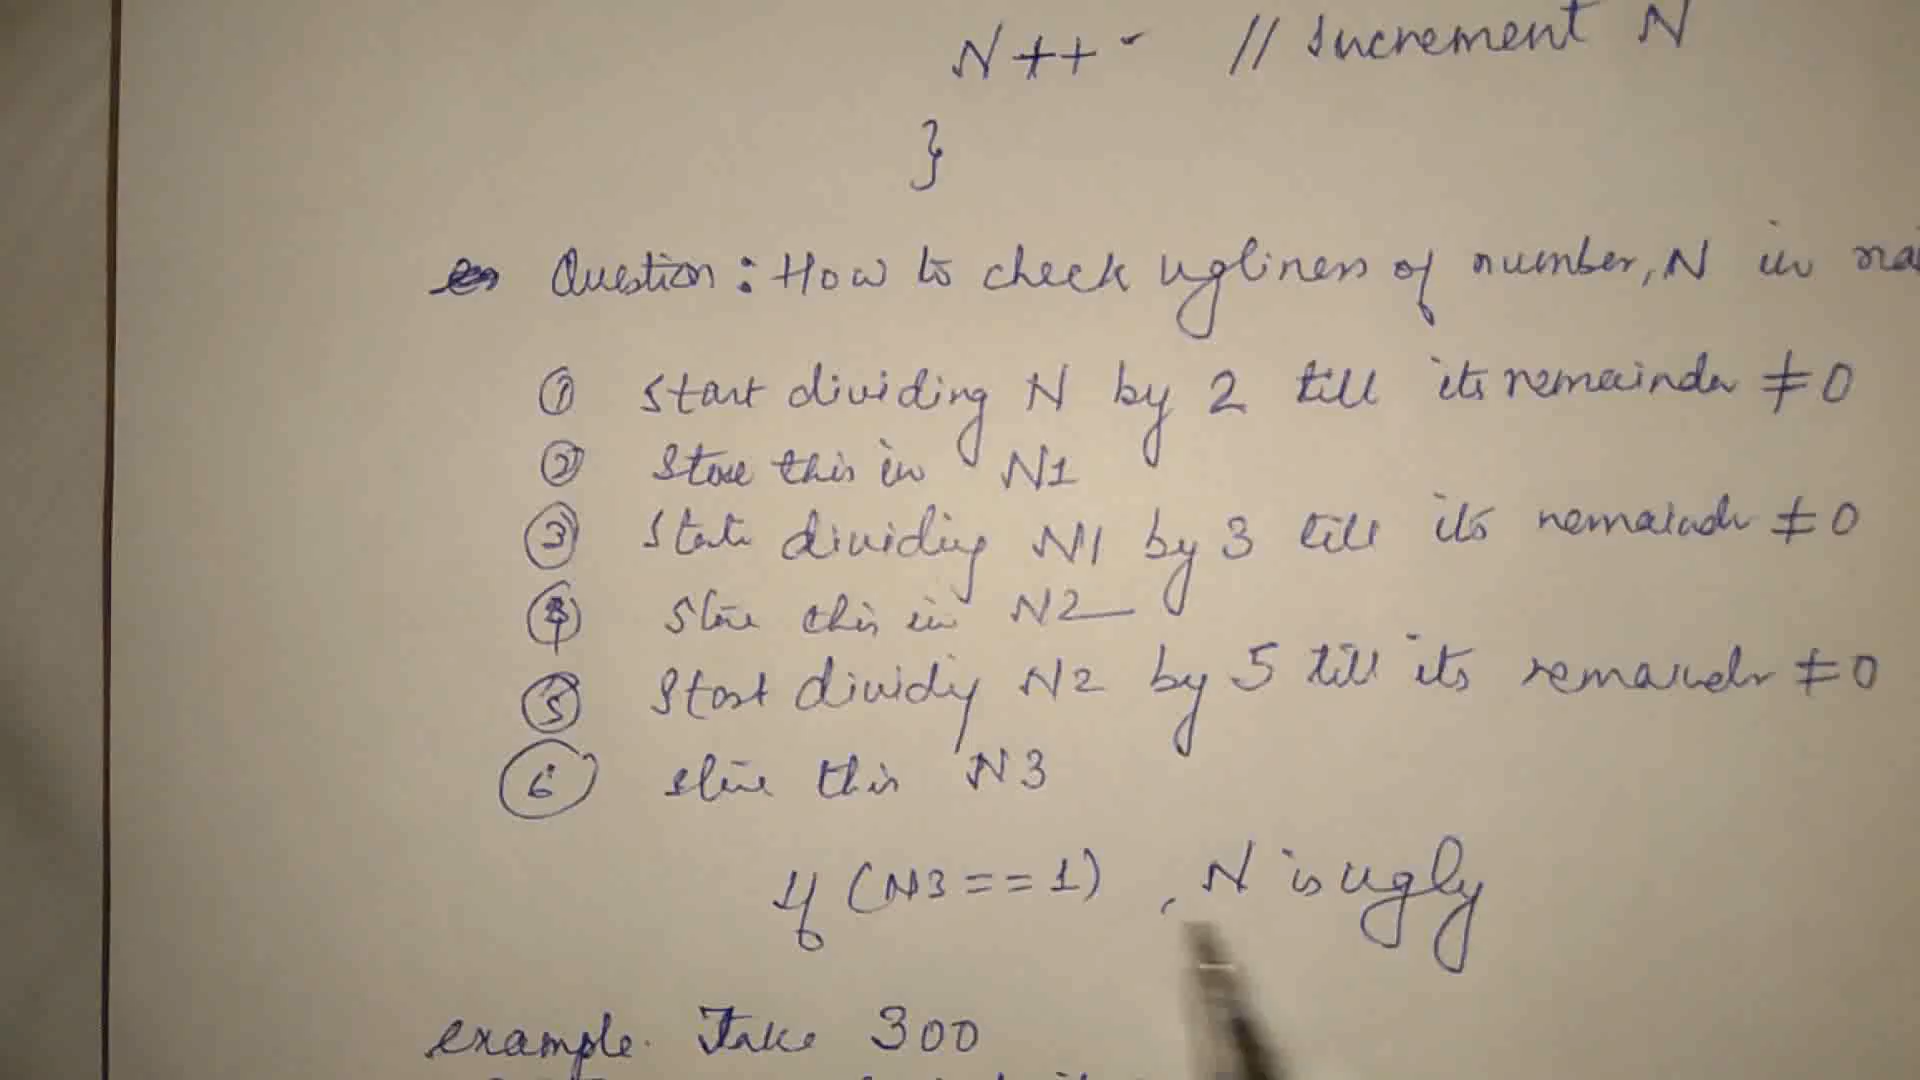 N++ // Increment N
}
Question: How to check ugliness of number, N in
① Start dividing N by 2 till its remainder ≠0
② Store this in N1
③ Start dividing N1 by 3 till its remainder ≠0
④ Store this in N2
⑤ Start dividing N2 by 5 till its remainder ≠0
⑥ Store this N3
If (N3==1), N is ugly
example. Take 300